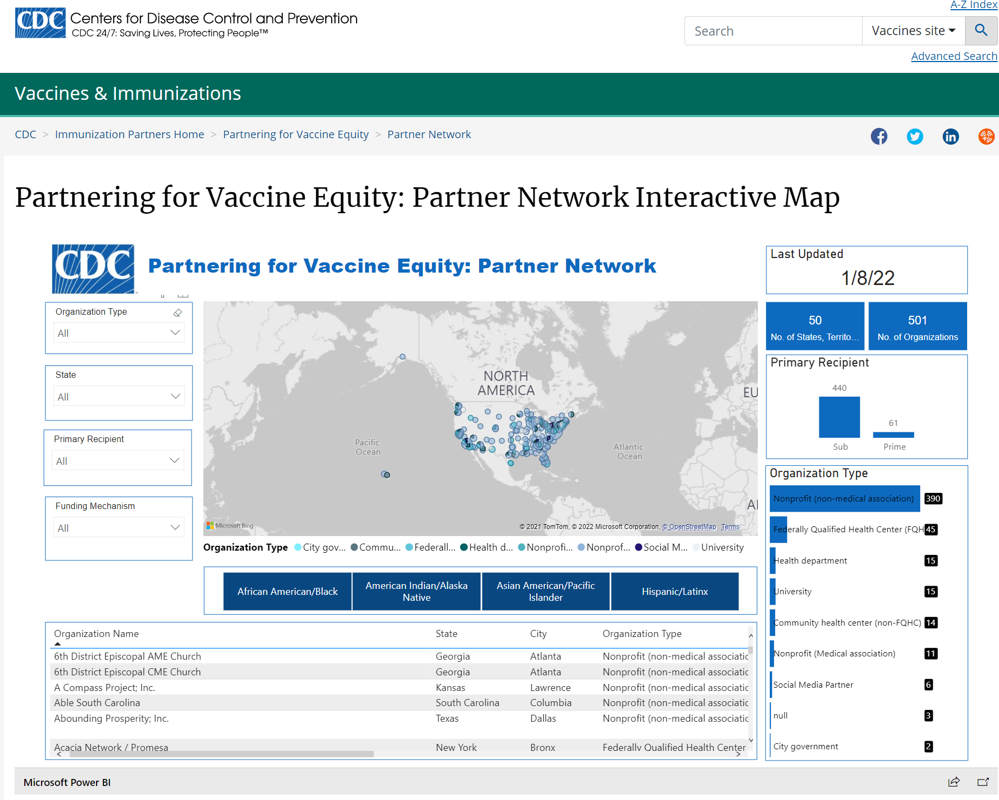 A-Z Index
CDC Centers for Disease Control and Prevention
CDC 24/7: Saving Lives, Protecting People™
Search
Vaccines site
Advanced Search
Vaccines & Immunizations
CDC > Immunization Partners Home > Partnering for Vaccine Equity > Partner Network
Partnering for Vaccine Equity: Partner Network Interactive Map
CDC Partnering for Vaccine Equity: Partner Network
Last Updated
1/8/22
Organization Type
All
State
All
Primary Recipient
All
Funding Mechanism
All
NORTH
AMERICA
EU
Pacific
Ocean
Atlantic
Ocean
Microsoft Bing
© 2021 TomTom, © 2022 Microsoft Corporation, © OpenStreetMap Terms
Organization Type City gov... Commu... Federall... Health d... Nonprofi... Nonprof... Social M... University
50
No. of States, Territo...
501
No. of Organizations
Primary Recipient
440
61
Sub
Prime
African American/Black
American Indian/Alaska
Native
Asian American/Pacific
Islander
Hispanic/Latinx
Organization Type
Nonprofit (non-medical association) 390
Federally Qualified Health Center (FQH 45
Health department 15
University 15
Community health center (non-FQHC) 14
Nonprofit (Medical association) 11
Social Media Partner 6
null 3
City government 2
Organization Name State City Organization Type
6th District Episcopal AME Church Georgia Atlanta Nonprofit (non-medical associatic
6th District Episcopal CME Church Georgia Atlanta Nonprofit (non-medical associatic
A Compass Project; Inc. Kansas Lawrence Nonprofit (non-medical associatic
Able South Carolina South Carolina Columbia Nonprofit (non-medical associatic
Abounding Prosperity; Inc. Texas Dallas Nonprofit (non-medical associatic
Acacia Network / Promesa New York Bronx Federally Qualified Health Center
Microsoft Power BI